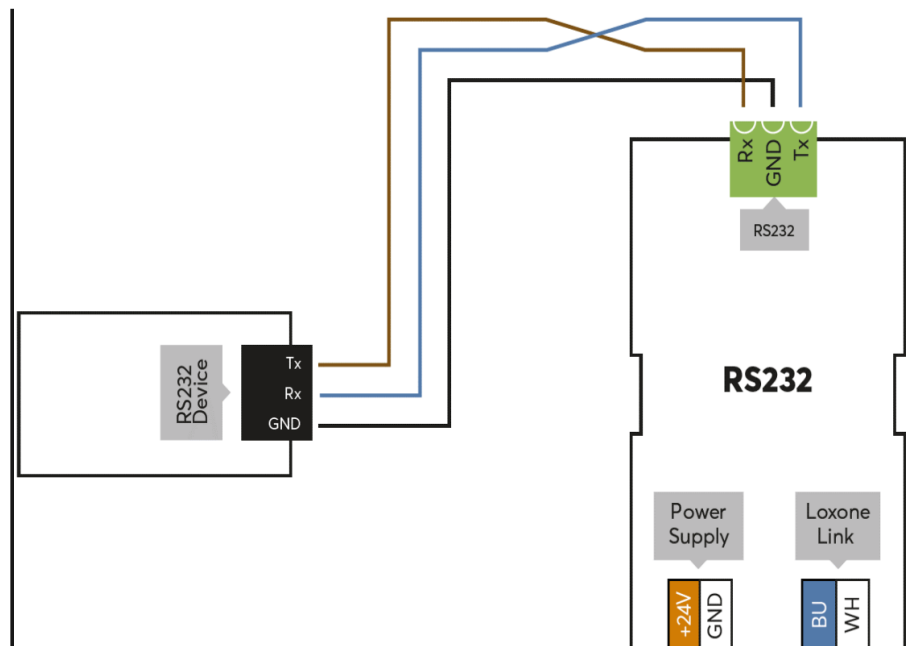 Rx
GND
Tx
RS232
RS232
Device
Tx
Rx
GND
RS232
Power
Supply
Loxone
Link
+24V
GND
BU
WH